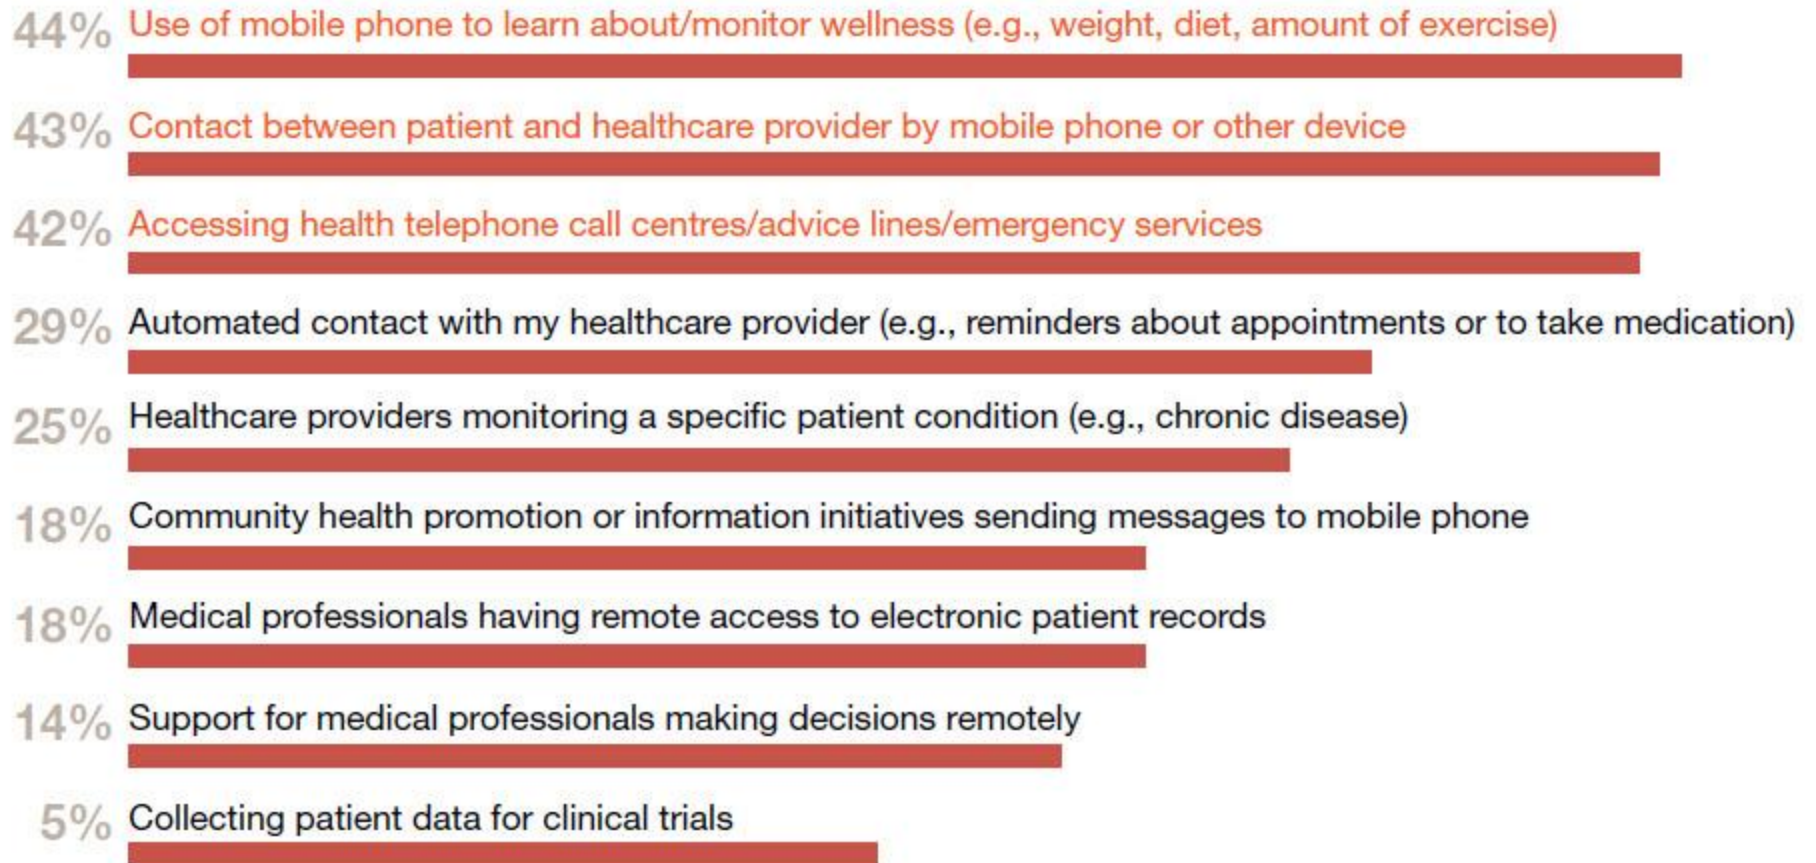 44% Use of mobile phone to learn about/monitor wellness (e.g., weight, diet, amount of exercise)
43% Contact between patient and healthcare provider by mobile phone or other device
42% Accessing health telephone call centres/advice lines/emergency services
29% Automated contact with my healthcare provider (e.g., reminders about appointments or to take medication)
25% Healthcare providers monitoring a specific patient condition (e.g., chronic disease)
18% Community health promotion or information initiatives sending messages to mobile phone
18% Medical professionals having remote access to electronic patient records
14% Support for medical professionals making decisions remotely
5% Collecting patient data for clinical trials